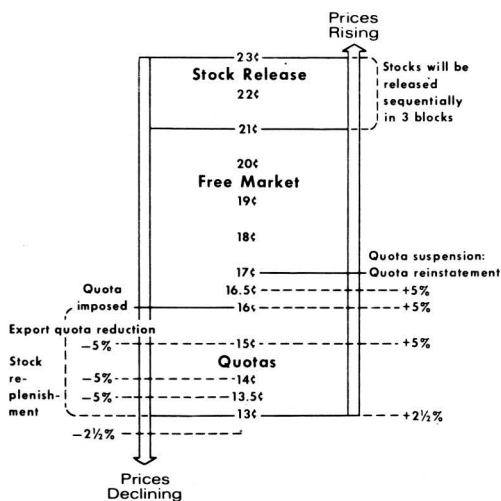 Prices
Rising
23¢
Stock Release
22¢
21¢
Stocks will be
released
sequentially
in 3 blocks
20¢
Free Market
19¢
18¢
17¢
Quota suspension:
Quota reinstatement
16.5¢
+5%
Quota
imposed
16¢
+5%
Export quota reduction
−5%
15¢
+5%
Stock
re-
plenish-
ment
Quotas
−5%
14¢
−5%
13.5¢
13¢
+2½%
−2½%
Prices
Declining